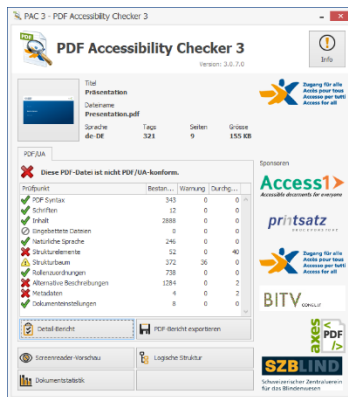 PAC 3 - PDF Accessibility Checker 3
PDF Accessibility Checker 3
Version: 3.0.7.0
Info
Titel
Präsentation
Dateiname
Presentation.pdf
Sprache Tags Seiten Grösse
de-DE 321 9 155 KB
Zugang für alle
Accès pour tous
Accesso per tutti
Access for all
PDF/UA
Diese PDF-Datei ist nicht PDF/UA-konform.
Prüfpunkt Bestan... Warnung Durchg...
PDF Syntax 343 0 0
Schriften 12 0 0
Inhalt 2888 0 0
Eingebettete Dateien 0 0 0
Natürliche Sprache 246 0 0
Strukturelemente 52 0 40
Strukturbaum 372 36 0
Rollenzuordnungen 738 0 0
Alternative Beschreibungen 1284 0 2
Metadaten 4 0 2
Dokumenteinstellungen 8 0 0
Detail-Bericht
PDF-Bericht exportieren
Screenreader-Vorschau
Logische Struktur
Dokumentstatistik
Sponsoren
Access1
Accessible documents for everyone
printsatz
Zugang für alle
Accès pour tous
Accesso per tutti
Access for all
BITV CONSULT
axes
PDF
SZBLIND
Schweizerischer Zentralverein
für das Blindenwesen